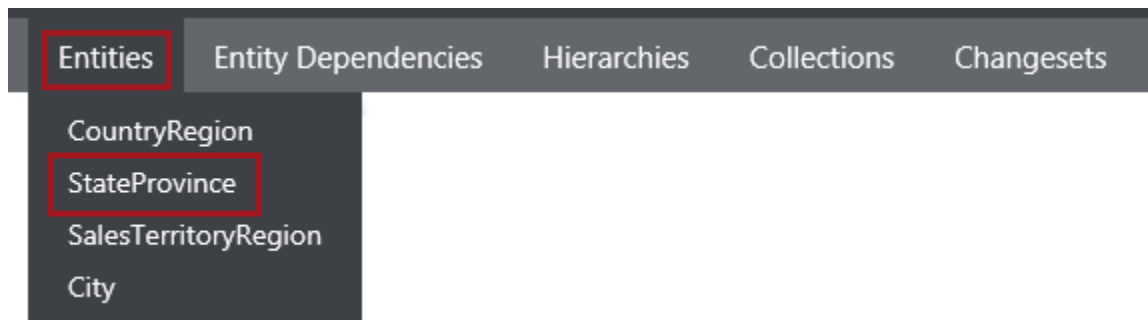 Entities Entity Dependencies Hierarchies Collections Changesets
CountryRegion
StateProvince
SalesTerritoryRegion
City